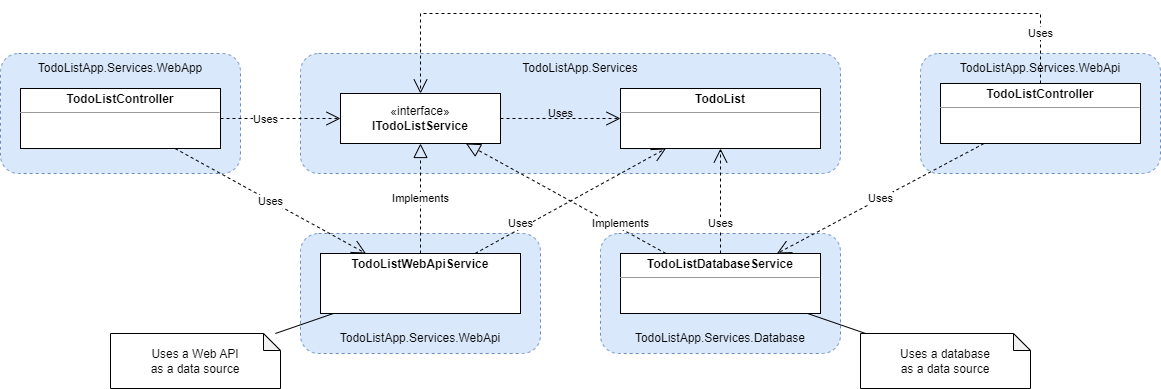 Uses
TodoListApp.Services.WebApp
TodoListApp.Services
TodoListApp.Services.WebApi
TodoListController
«interface»
ITodoListService
TodoList
TodoListController
Uses
Uses
Implements
Uses
Uses
Implements
Uses
Uses
TodoListWebApiService
TodoListDatabaseService
TodoListApp.Services.WebApi
TodoListApp.Services.Database
Uses a Web API
as a data source
Uses a database
as a data source